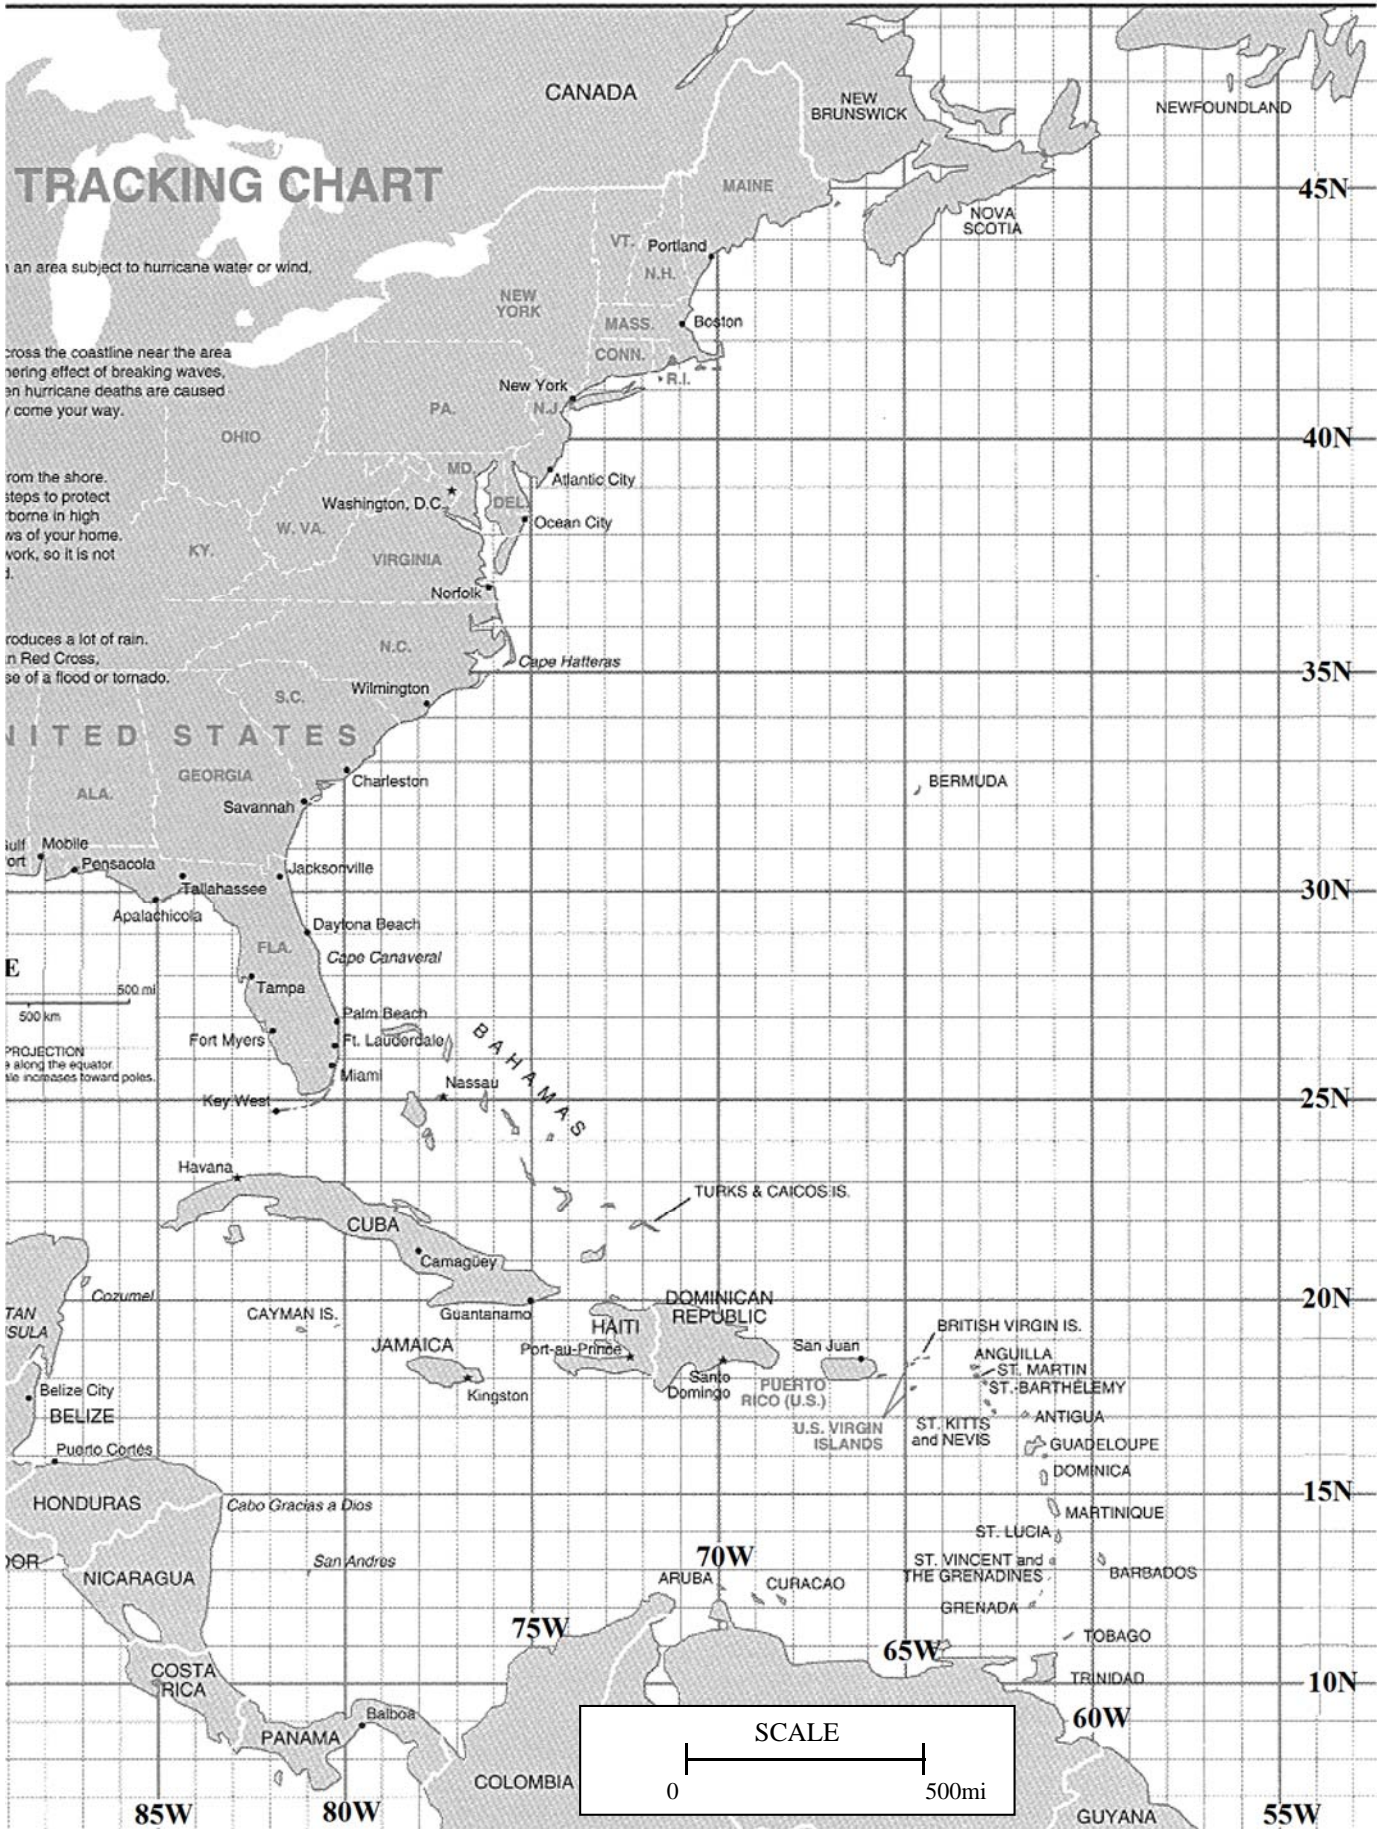 CANADA
NEW
BRUNSWICK
NEWFOUNDLAND
TRACKING CHART
MAINE
45N
NOVA
SCOTIA
VT.
Portland
an area subject to hurricane water or wind,
N.H.
NEW
YORK
MASS.
Boston
cross the coastline near the area
CONN.
ering effect of breaking waves,
R.I.
New York
en hurricane deaths are caused
come your way.
PA.
N.J.
OHIO
40N
MD.
rom the shore.
Atlantic City
steps to protect
Washington, D.C.
DEL.
borne in high
Ocean City
ws of your home.
W. VA.
KY.
work, so it is not
VIRGINIA
Norfolk
roduces a lot of rain.
N.C.
n Red Cross,
Cape Hatteras
se of a flood or tornado.
35N
Wilmington
S.C.
NITED STATES
GEORGIA
Charleston
BERMUDA
ALA.
Savannah
Gulf
ort
Mobile
Pensacola
Jacksonville
Tallahassee
30N
Apalachicola
Daytona Beach
FLA.
Cape Canaveral
E
500 mi
Tampa
500 km
Palm Beach
BAHAMAS
Fort Myers
Ft. Lauderdale
PROJECTION
e along the equator.
ale increases toward poles.
Miami
Nassau
Key West
25N
Havana
TURKS & CAICOS IS.
CUBA
Camagüey
Cozumel
20N
TAN
SULA
CAYMAN IS.
Guantanamo
DOMINICAN
REPUBLIC
HAITI
JAMAICA
Port-au-Prince
San Juan
BRITISH VIRGIN IS.
ANGUILLA
ST. MARTIN
Santo
Domingo
ST.-BARTHÉLEMY
PUERTO
RICO (U.S.)
Belize City
Kingston
BELIZE
U.S. VIRGIN
ISLANDS
ST. KITTS
and NEVIS
ANTIGUA
Puerto Cortés
GUADELOUPE
DOMINICA
15N
HONDURAS
Cabo Gracias a Dios
MARTINIQUE
ST. LUCIA
DOR
San Andres
70W
ST. VINCENT and
THE GRENADINES
BARBADOS
NICARAGUA
ARUBA
CURACAO
GRENADA
75W
TOBAGO
65W
COSTA
RICA
TRINIDAD
10N
Balboa
60W
PANAMA
SCALE
COLOMBIA
0 500mi
85W
80W
GUYANA
55W